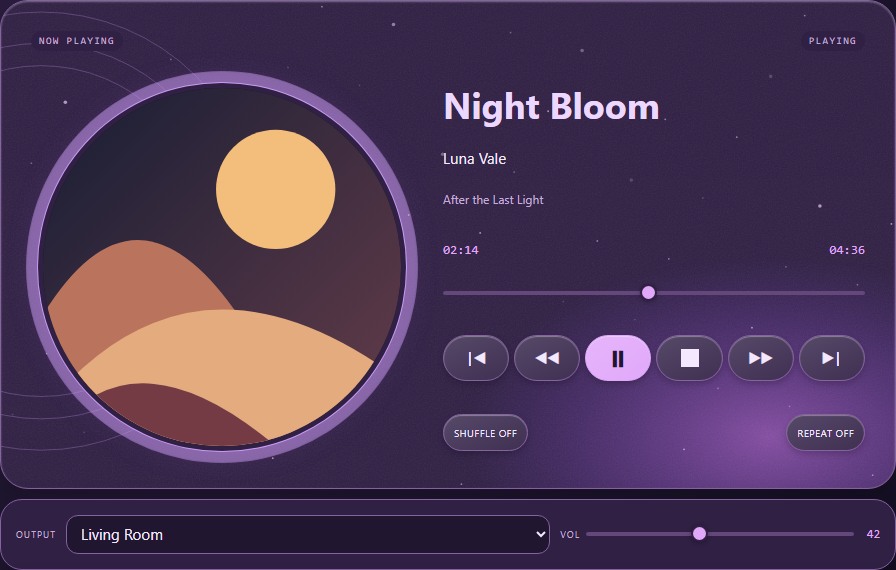 NOW PLAYING
PLAYING
Night Bloom
Luna Vale
After the Last Light
02:14
04:36
SHUFFLE OFF
REPEAT OFF
OUTPUT
Living Room
VOL
42